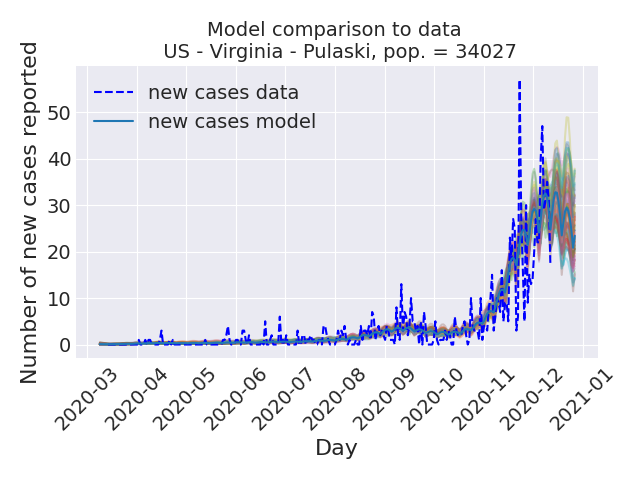 Model comparison to data
US - Virginia - Pulaski, pop. = 34027
new cases data
new cases model
Number of new cases reported
50
40
30
20
10
0
2020-03
2020-04
2020-05
2020-06
2020-07
2020-08
2020-09
2020-10
2020-11
2020-12
2021-01
Day